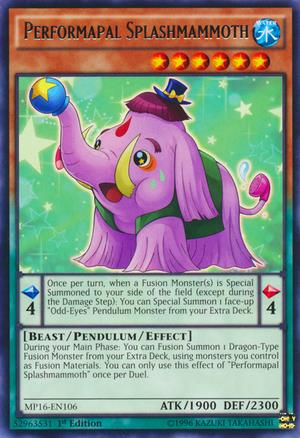 PERFORMAPAL SPLASHMAMMOTH
WATER
水
Once per turn, when a Fusion Monster(s) is Special
Summoned to your side of the field (except during
the Damage Step): You can Special Summon 1 face-up
"Odd-Eyes" Pendulum Monster from your Extra Deck.
4
4
[BEAST/PENDULUM/EFFECT]
During your Main Phase: You can Fusion Summon 1 Dragon-Type
Fusion Monster from your Extra Deck, using monsters you control
as Fusion Materials. You can only use this effect of "Performapal
Splashmammoth" once per Duel.
MP16-EN106
ATK/1900 DEF/2300
52963531
1st Edition
©1996 KAZUKI TAKAHASHI